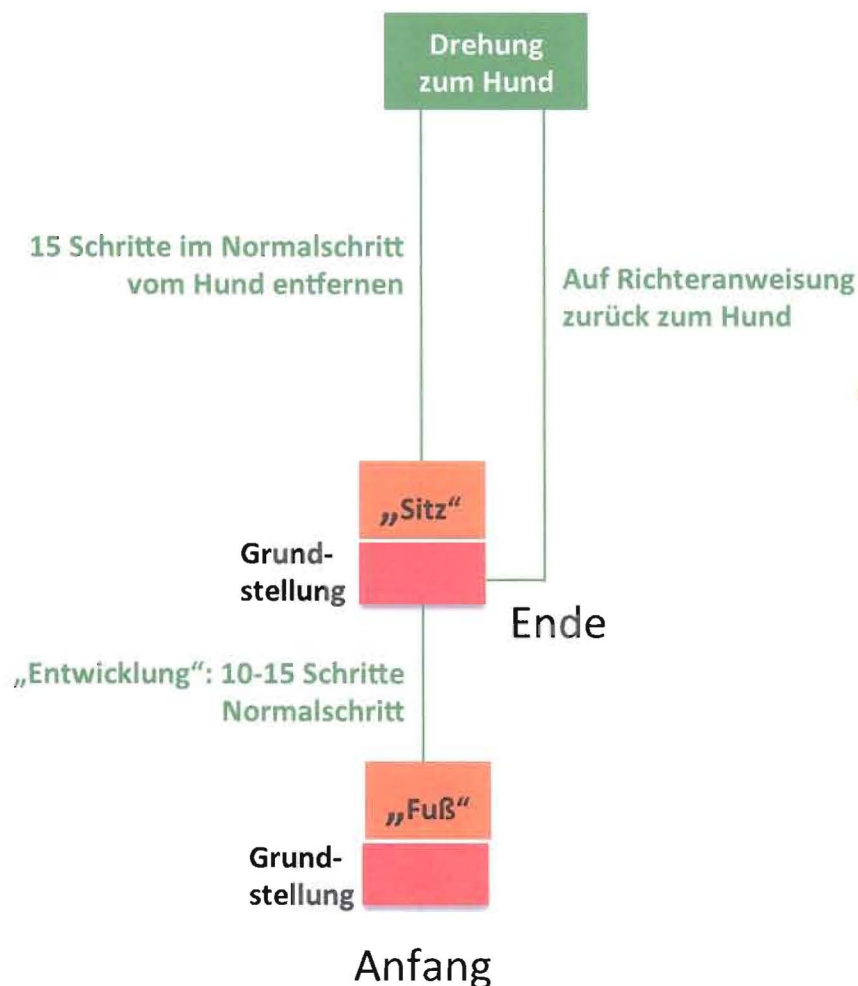 Drehung
zum Hund
15 Schritte im Normalschritt
vom Hund entfernen
Auf Richteranweisung
zurück zum Hund
„Sitz“
Grund-
stellung
Ende
„Entwicklung“: 10-15 Schritte
Normalschritt
„Fuß“
Grund-
stellung
Anfang